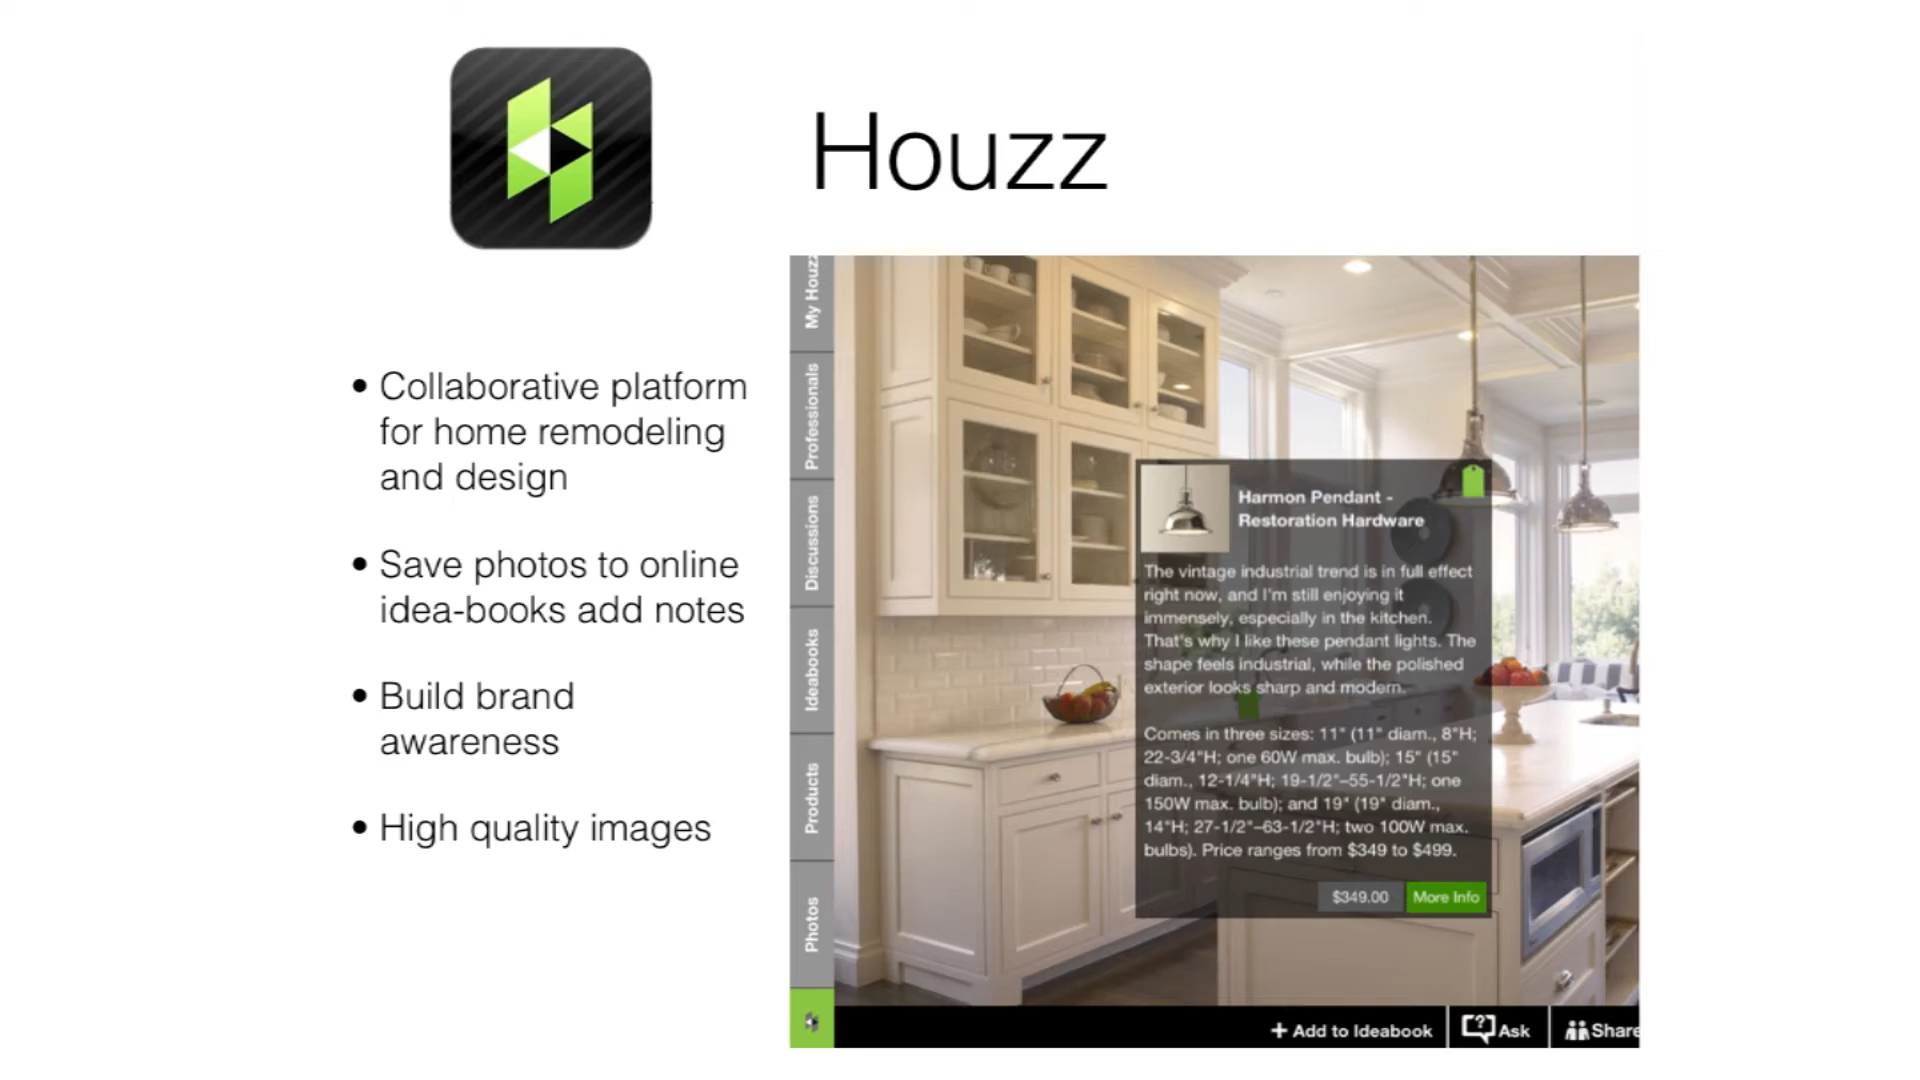 Houzz
• Collaborative platform
for home remodeling
and design
• Save photos to online
idea-books add notes
• Build brand
awareness
• High quality images
My Houzz
Professionals
Discussions
Ideabooks
Products
Photos
Harmon Pendant -
Restoration Hardware
The vintage industrial trend is in full effect
right now, and I'm still enjoying it
immensely, especially in the kitchen.
That's why I like these pendant lights. The
shape feels industrial, while the polished
exterior looks sharp and modern.
Comes in three sizes: 11" (11" diam., 8"H;
22-3/4"H; one 60W max. bulb); 15" (15"
diam., 12-1/4"H; 19-1/2"–55-1/2"H; one
150W max. bulb); and 19" (19" diam.,
14"H; 27-1/2"–63-1/2"H; two 100W max.
bulbs). Price ranges from $349 to $499.
$349.00 More Info
+ Add to Ideabook [?] Ask Share